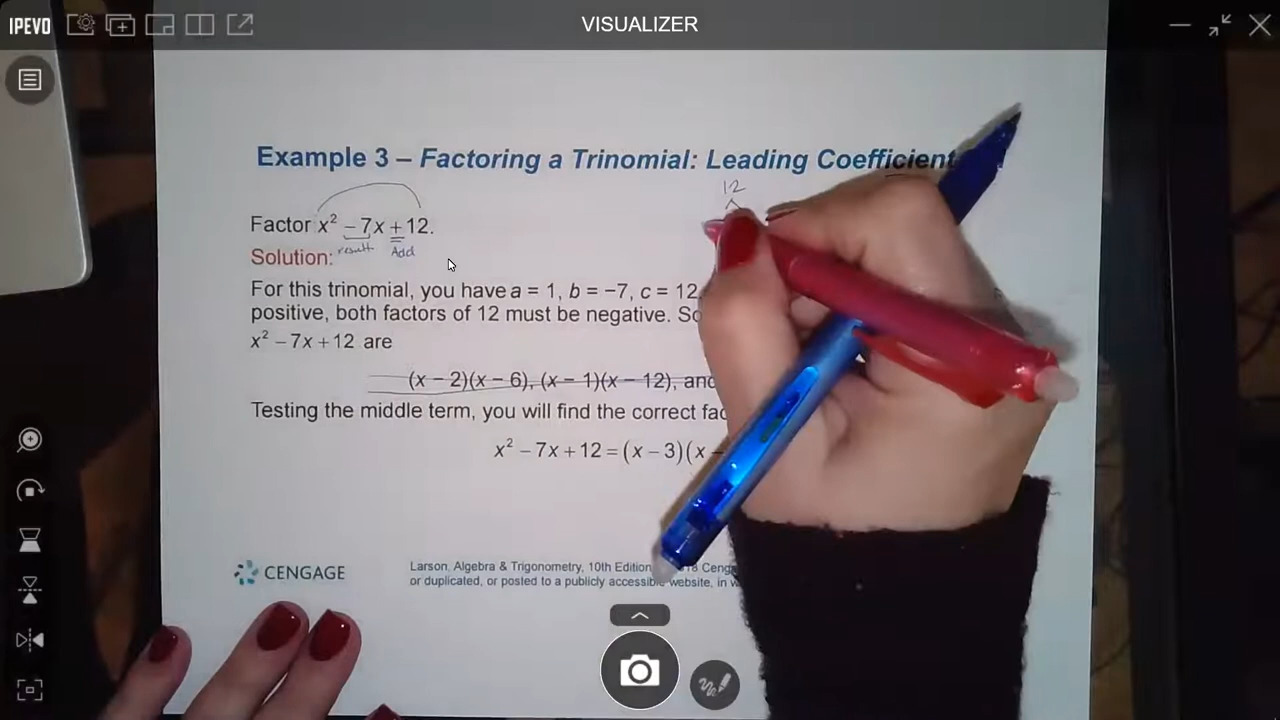 IPEVO
VISUALIZER
Example 3 – Factoring a Trinomial: Leading Coefficient
12
Factor x² − 7x + 12.
result Add
Solution:
For this trinomial, you have a = 1, b = −7, c = 12
positive, both factors of 12 must be negative. So
x² − 7x + 12 are
(x − 2)(x − 6), (x − 1)(x − 12), and
Testing the middle term, you will find the correct
x² − 7x + 12 = (x − 3)(x −
CENGAGE
Larson, Algebra & Trigonometry, 10th Edition.
or duplicated, or posted to a publicly accessible website, in